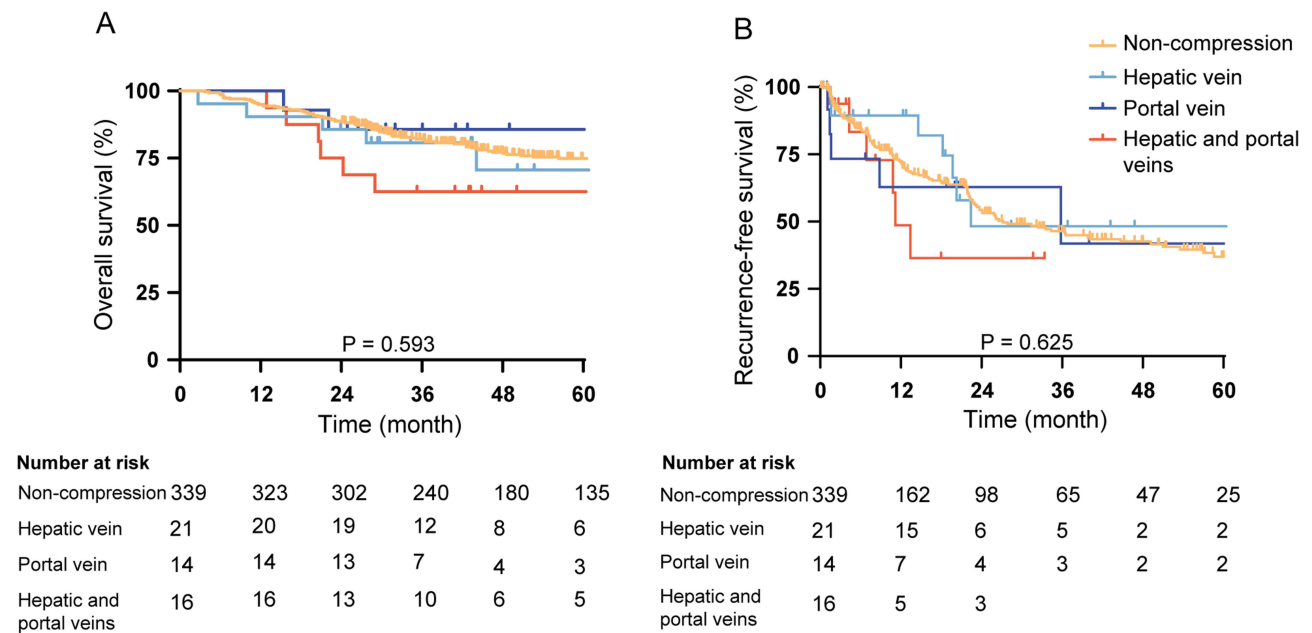 A
Overall survival (%)
100
75
50
25
0
P = 0.593
0 12 24 36 48 60
Time (month)
Number at risk
Non-compression 339 323 302 240 180 135
Hepatic vein 21 20 19 12 8 6
Portal vein 14 14 13 7 4 3
Hepatic and
portal veins 16 16 13 10 6 5
B
Non-compression
Hepatic vein
Portal vein
Hepatic and portal
veins
Recurrence-free survival (%)
100
75
50
25
0
P = 0.625
0 12 24 36 48 60
Time (month)
Number at risk
Non-compression 339 162 98 65 47 25
Hepatic vein 21 15 6 5 2 2
Portal vein 14 7 4 3 2 2
Hepatic and
portal veins 16 5 3